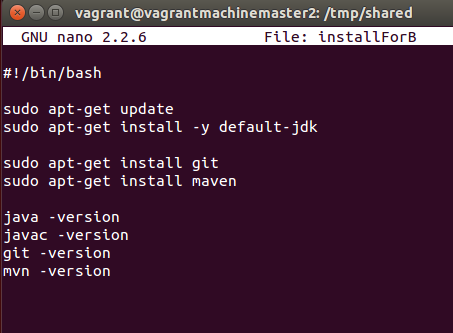 vagrant@vagrantmachinemaster2: /tmp/shared
GNU nano 2.2.6 File: installForB
#!/bin/bash
sudo apt-get update
sudo apt-get install -y default-jdk
sudo apt-get install git
sudo apt-get install maven
java -version
javac -version
git -version
mvn -version